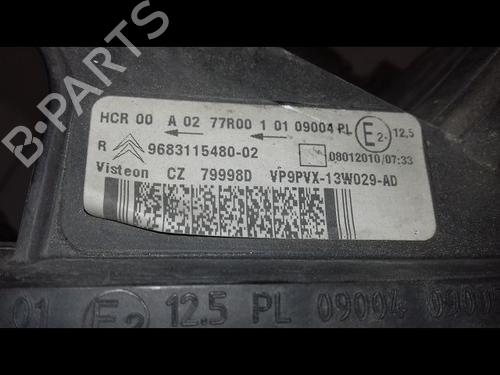 HCR 00 A 02 77R00 1 01 09004 PL E2 12,5
R 9683115480-02 08012010/07:33
Visteon CZ 79998D VP9PVX-13W029-AD
01 E2 12.5 PL 09004
B-PARTS